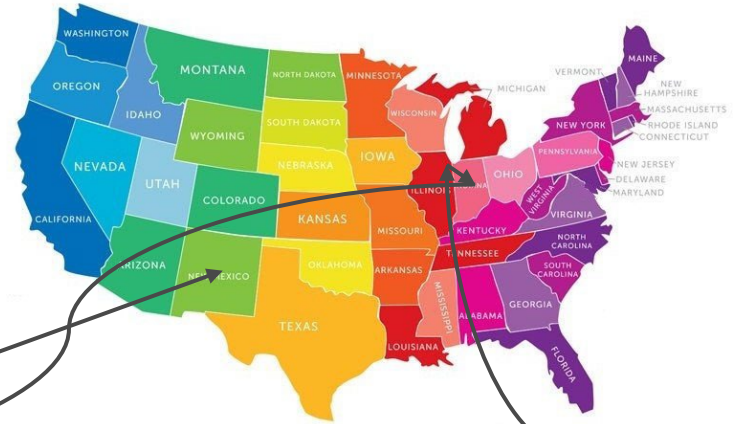 WASHINGTON
MAINE
MONTANA
NORTH DAKOTA
MINNESOTA
VERMONT
OREGON
MICHIGAN
NEW
HAMPSHIRE
IDAHO
WISCONSIN
MASSACHUSETTS
SOUTH DAKOTA
NEW YORK
RHODE ISLAND
WYOMING
CONNECTICUT
PENNSYLVANIA
IOWA
NEBRASKA
NEVADA
OHIO
NEW JERSEY
UTAH
DELAWARE
ILLINOIS
MARYLAND
COLORADO
WEST
VIRGINIA
CALIFORNIA
KANSAS
VIRGINIA
MISSOURI
KENTUCKY
NORTH
CAROLINA
TENNESSEE
ARIZONA
OKLAHOMA
ARKANSAS
SOUTH
CAROLINA
NEW MEXICO
MISSISSIPPI
GEORGIA
ALABAMA
TEXAS
LOUISIANA
FLORIDA